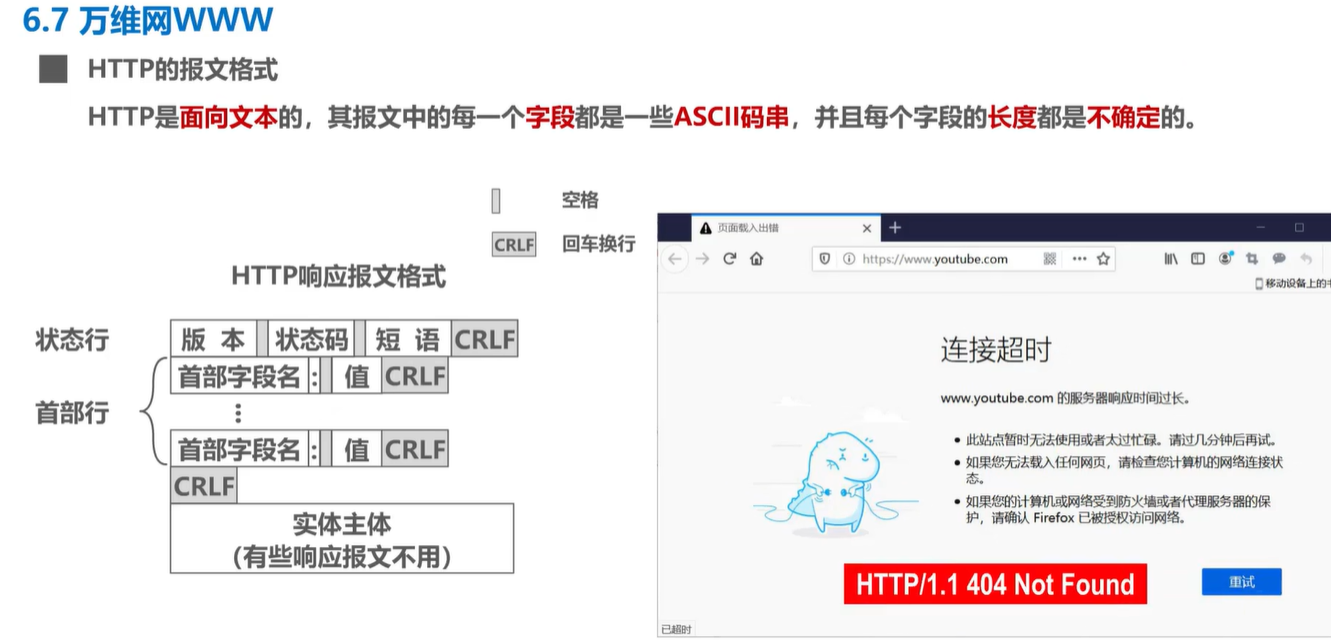 6.7 万维网WWW
HTTP的报文格式
HTTP是面向文本的，其报文中的每一个字段都是一些ASCII码串，并且每个字段的长度都是不确定的。
空格
CRLF 回车换行
HTTP响应报文格式
状态行 版 本 状态码 短 语 CRLF
首部字段名 : 值 CRLF
首部行
首部字段名 : 值 CRLF
CRLF
实体主体
（有些响应报文不用）
页面载入出错
https://www.youtube.com
移动设备上的
连接超时
www.youtube.com 的服务器响应时间过长。
此站点暂时无法使用或者太过忙碌。请过几分钟后再试。
如果您无法载入任何网页，请检查您计算机的网络连接状
态。
如果您的计算机或网络受到防火墙或者代理服务器的保
护，请确认 Firefox 已被授权访问网络。
HTTP/1.1 404 Not Found
重试
已超时